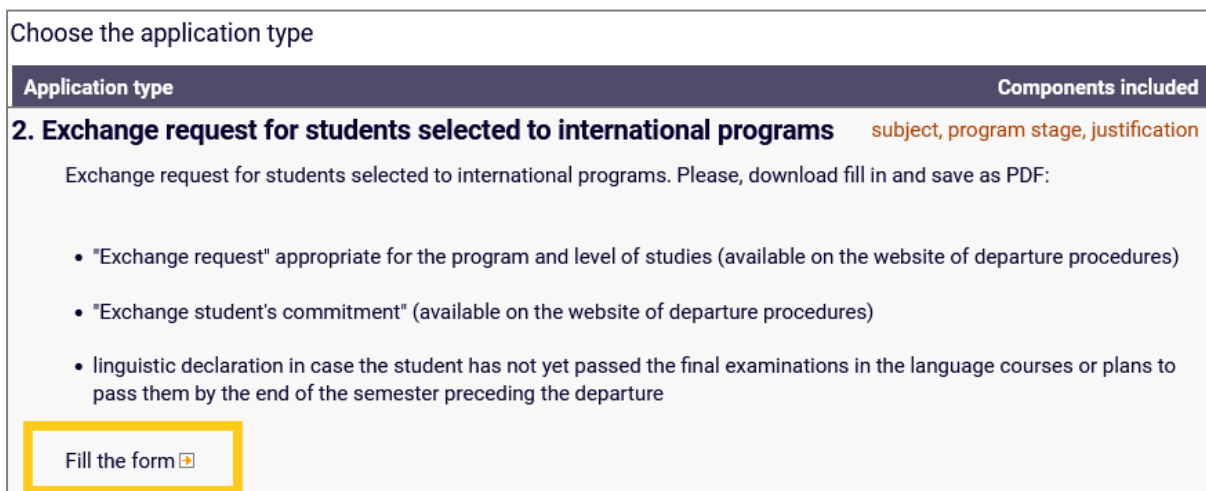 Choose the application type
Application type Components included
2. Exchange request for students selected to international programs subject, program stage, justification
Exchange request for students selected to international programs. Please, download fill in and save as PDF:
• "Exchange request" appropriate for the program and level of studies (available on the website of departure procedures)
• "Exchange student's commitment" (available on the website of departure procedures)
• linguistic declaration in case the student has not yet passed the final examinations in the language courses or plans to
pass them by the end of the semester preceding the departure
Fill the form